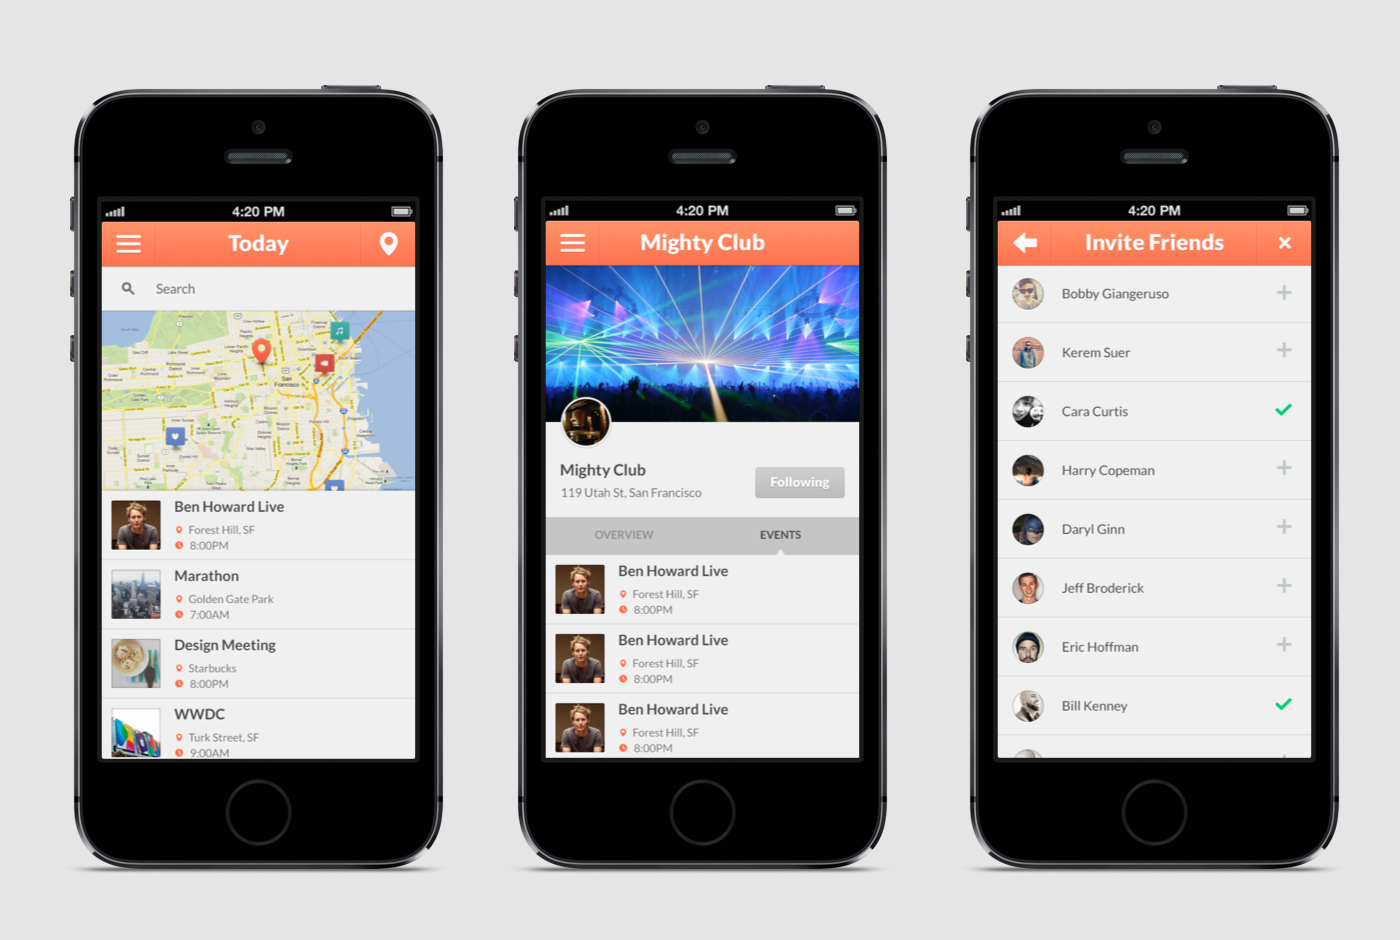 4:20 PM
Today
Search
San
Francisco
Ben Howard Live
Forest Hill, SF
8:00PM
Marathon
Golden Gate Park
7:00AM
Design Meeting
Starbucks
8:00PM
WWDC
Turk Street, SF
9:00AM
4:20 PM
Mighty Club
Mighty Club
119 Utah St, San Francisco
Following
OVERVIEW
EVENTS
Ben Howard Live
Forest Hill, SF
8:00PM
Ben Howard Live
Forest Hill, SF
8:00PM
Ben Howard Live
Forest Hill, SF
8:00PM
4:20 PM
Invite Friends
Bobby Giangeruso
Kerem Suer
Cara Curtis
Harry Copeman
Daryl Ginn
Jeff Broderick
Eric Hoffman
Bill Kenney